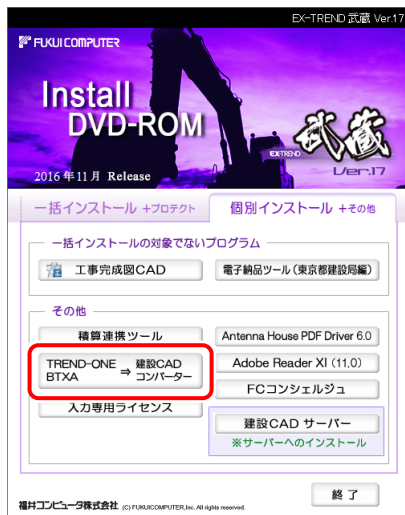 EX-TREND 武蔵 Ver.17
FUKUI COMPUTER
Install
DVD-ROM
EX-TREND 武蔵
Ver.17
2016年11月 Release
一括インストール +プロテクト
個別インストール +その他
一括インストールの対象でないプログラム
工事完成図CAD
電子納品ツール(東京都建設局編)
その他
積算連携ツール
Antenna House PDF Driver 6.0
TREND-ONE ⇒ 建設CAD
BTXA コンバーター
Adobe Reader XI (11.0)
FCコンシェルジュ
入力専用ライセンス
建設CAD サーバー
※サーバーへのインストール
終了
福井コンピュータ株式会社 (C) FUKUICOMPUTER,Inc. All rights reserved.